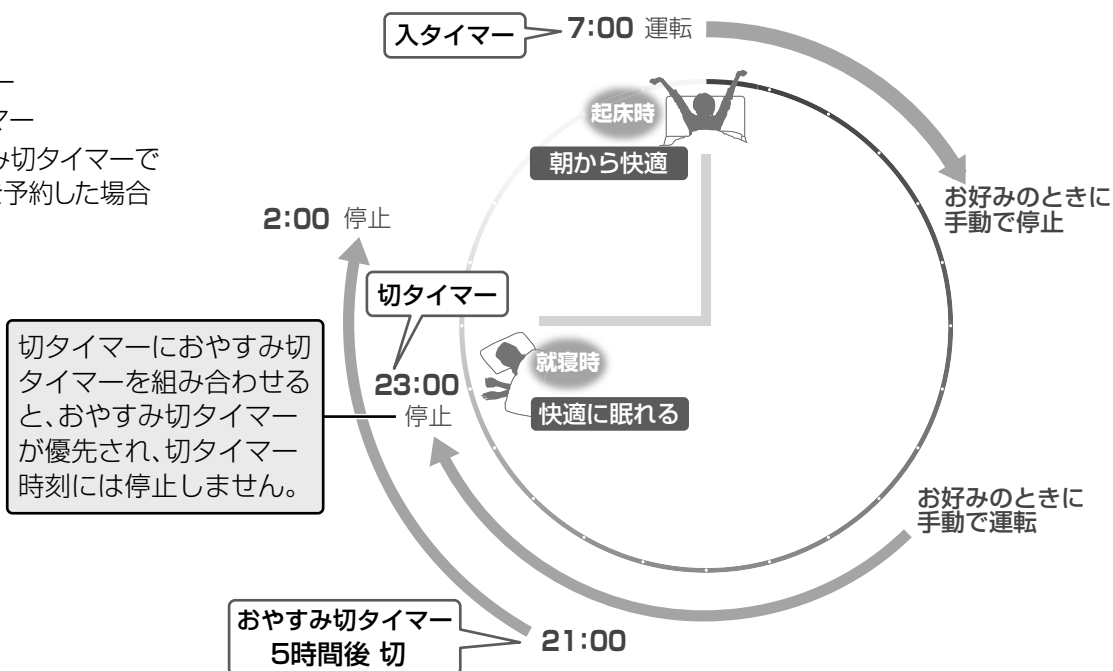 入タイマー
7:00 運転
ー
マー
み切タイマーで
を予約した場合
起床時
朝から快適
お好みのときに
手動で停止
2:00 停止
切タイマー
切タイマーにおやすみ切
タイマーを組み合わせる
と、おやすみ切タイマー
が優先され、切タイマー
時刻には停止しません。
23:00
停止
就寝時
快適に眠れる
お好みのときに
手動で運転
おやすみ切タイマー
5時間後 切
21:00